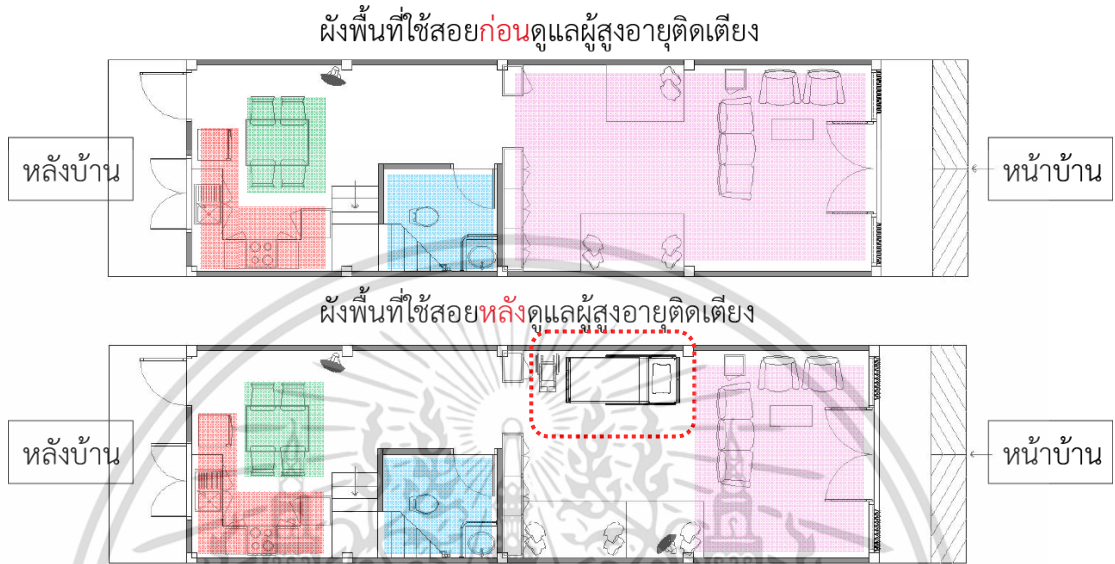 ผังพื้นที่ใช้สอยก่อนดูแลผู้สูงอายุติดเตียง
หลังบ้าน
หน้าบ้าน
ผังพื้นที่ใช้สอยหลังดูแลผู้สูงอายุติดเตียง
หลังบ้าน
หน้าบ้าน